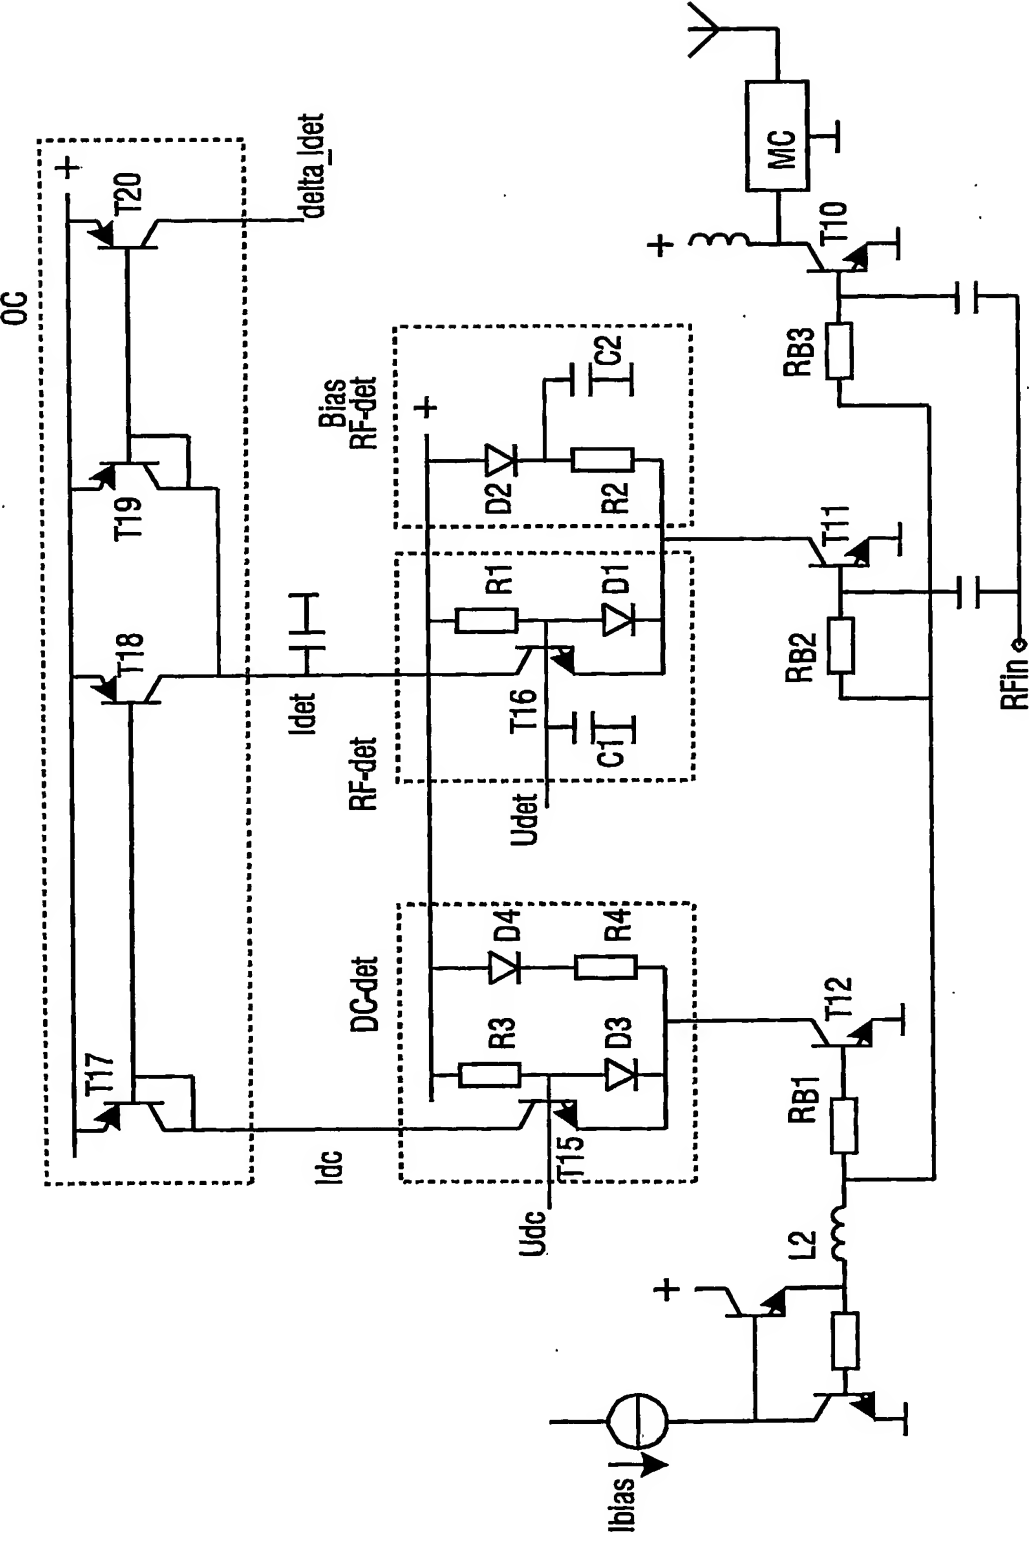 OC
+
T17
T18
T19
T20
Idc
Idet
delta_Idet
DC-det
RF-det
Bias
RF-det
+
R3
D4
R1
D2
Udc
T15
Udet
T16
D3
R4
C1
D1
R2
C2
Ibias
+
+
MC
L2
RB1
RB2
RB3
T12
T11
T10
RFin